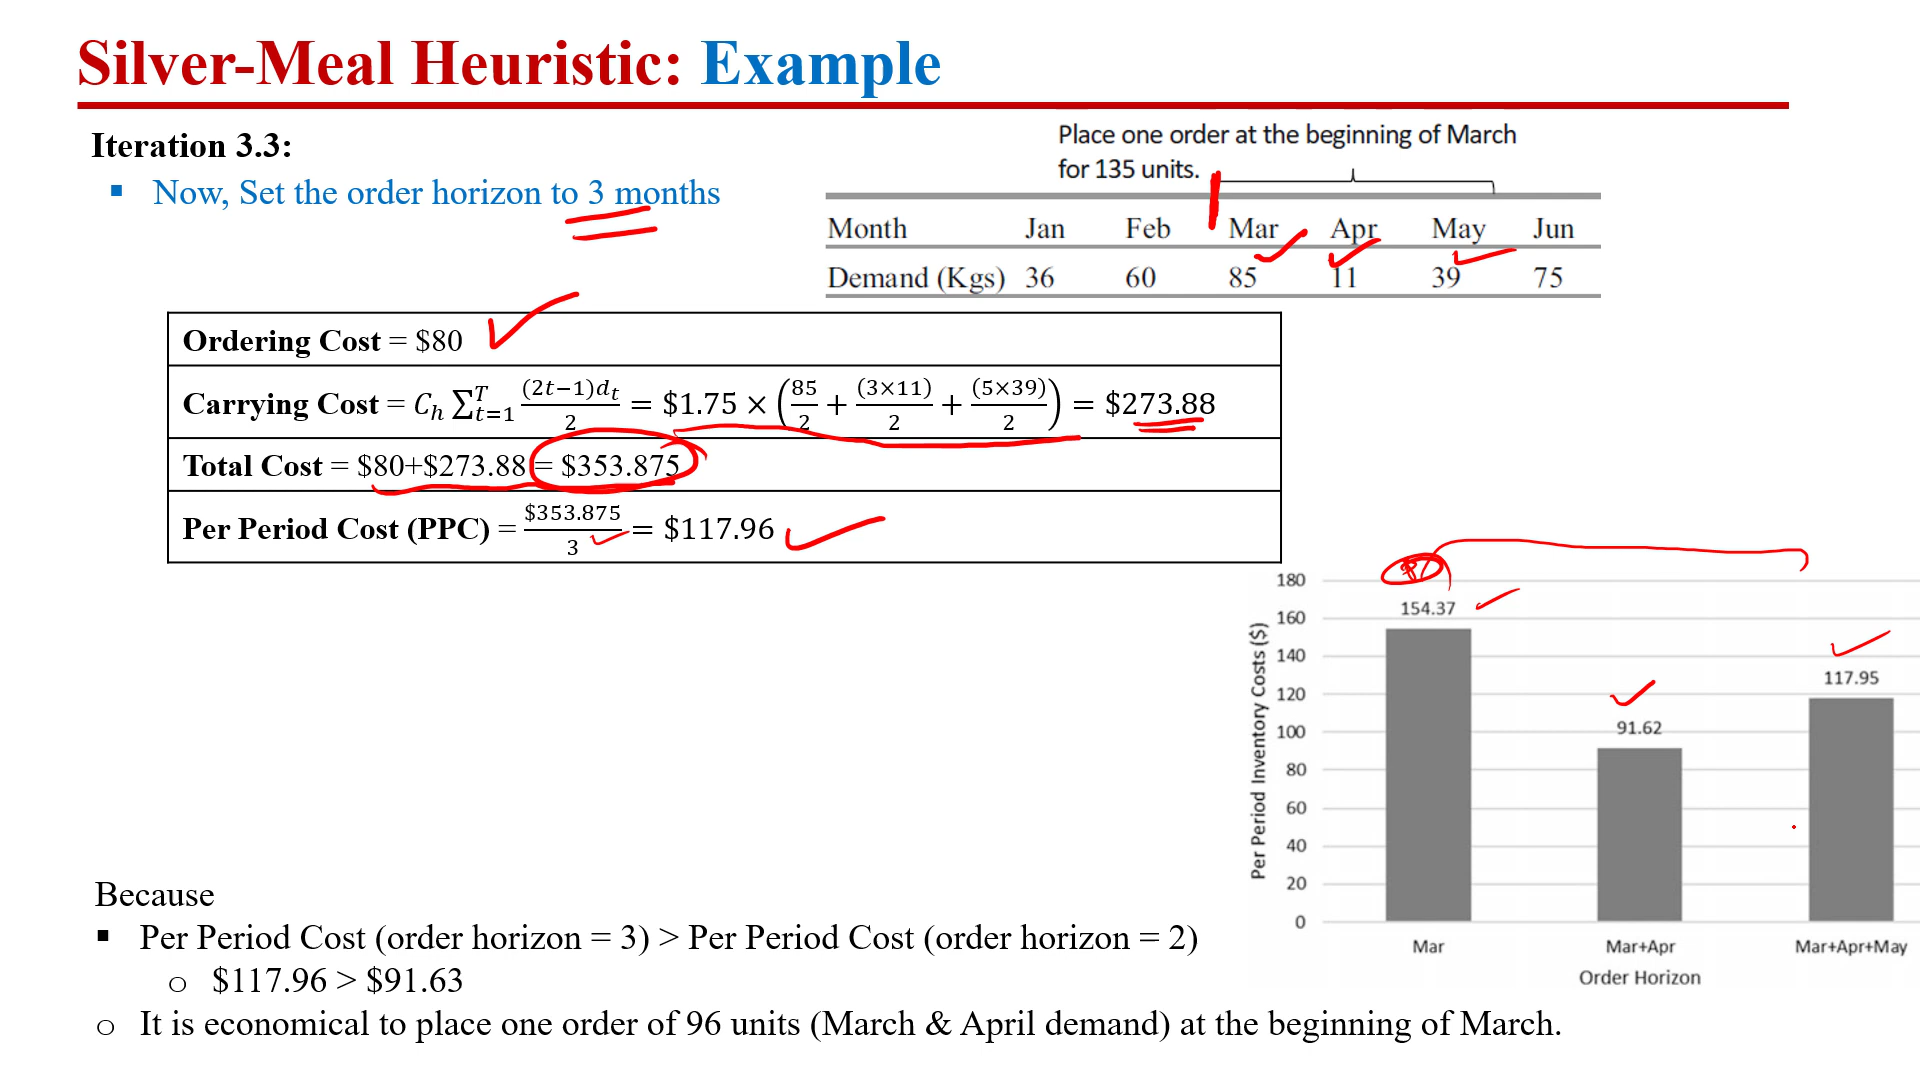 Silver-Meal Heuristic: Example
Iteration 3.3:
▪ Now, Set the order horizon to 3 months
Place one order at the beginning of March
for 135 units.
Month Jan Feb Mar Apr May Jun
Demand (Kgs) 36 60 85 11 39 75
Ordering Cost = $80
Carrying Cost = C_h ∑_{t=1}^{T} (2t−1)d_t/2 = $1.75 × (85/2 + (3×11)/2 + (5×39)/2) = $273.88
Total Cost = $80+$273.88 = $353.875
Per Period Cost (PPC) = $353.875/3 = $117.96
Because
▪ Per Period Cost (order horizon = 3) > Per Period Cost (order horizon = 2)
o $117.96 > $91.63
o It is economical to place one order of 96 units (March & April demand) at the beginning of March.
Per Period Inventory Costs ($)
180
160
140
120
100
80
60
40
20
0
154.37
91.62
117.95
Mar Mar+Apr Mar+Apr+May
Order Horizon